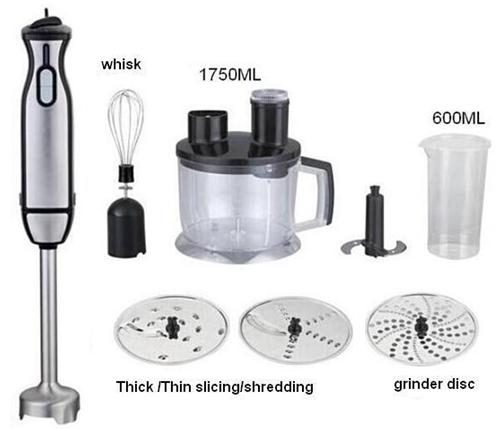 whisk
1750ML
600ML
Thick /Thin slicing/shredding
grinder disc